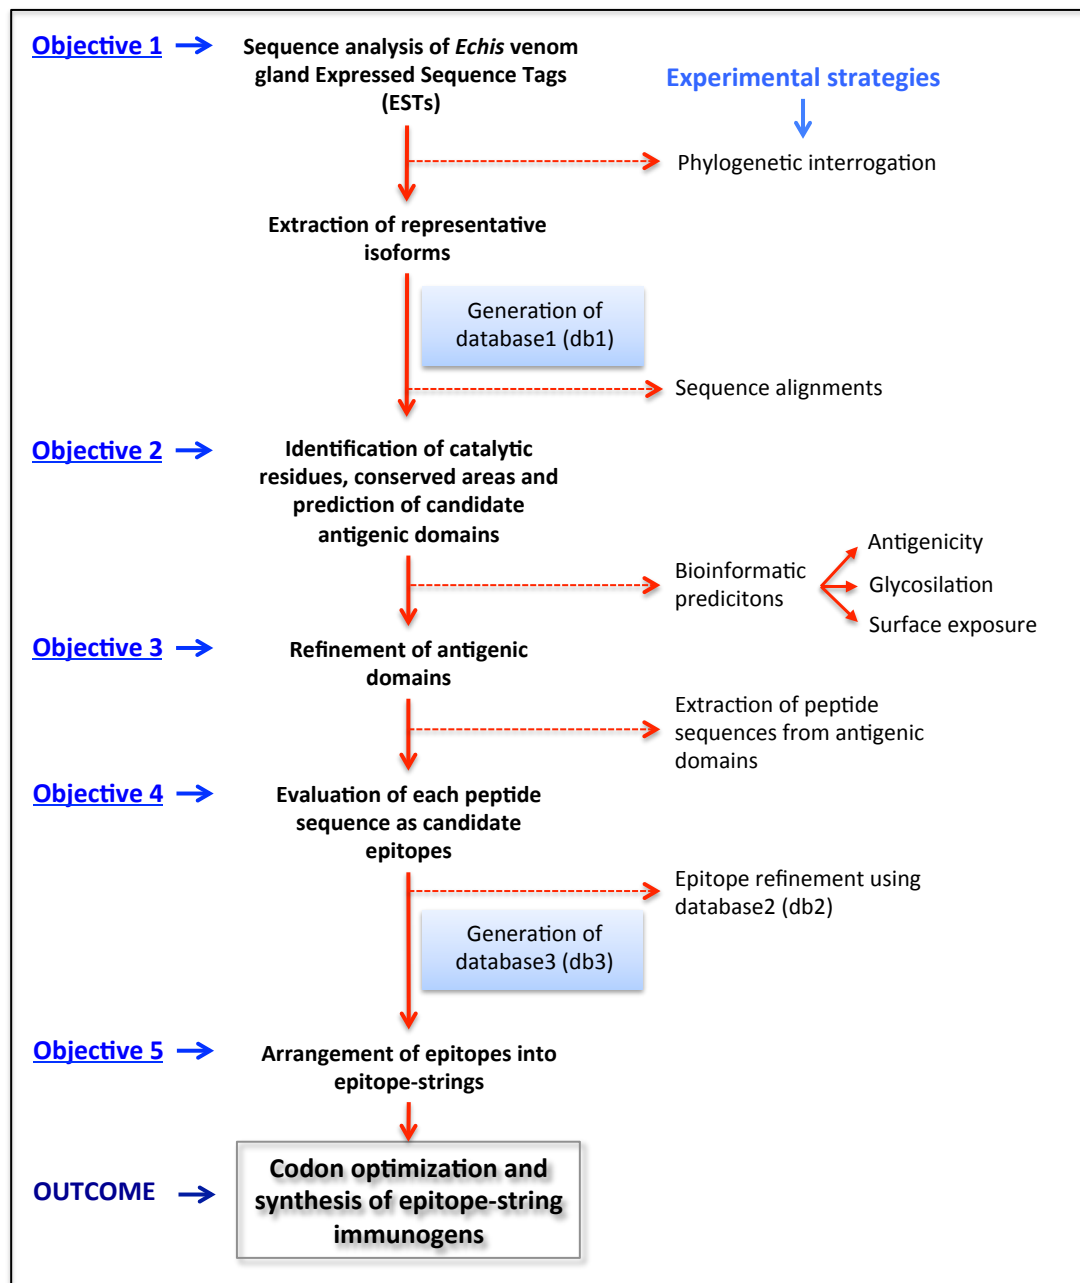 Objective 1
Sequence analysis of Echis venom
gland Expressed Sequence Tags
(ESTs)
Experimental strategies
Phylogenetic interrogation
Extraction of representative
isoforms
Generation of
database1 (db1)
Sequence alignments
Objective 2
Identification of catalytic
residues, conserved areas and
prediction of candidate
antigenic domains
Bioinformatic
predicitons
Antigenicity
Glycosilation
Surface exposure
Objective 3
Refinement of antigenic
domains
Extraction of peptide
sequences from antigenic
domains
Objective 4
Evaluation of each peptide
sequence as candidate
epitopes
Epitope refinement using
database2 (db2)
Generation of
database3 (db3)
Objective 5
Arrangement of epitopes into
epitope-strings
OUTCOME
Codon optimization and
synthesis of epitope-string
immunogens